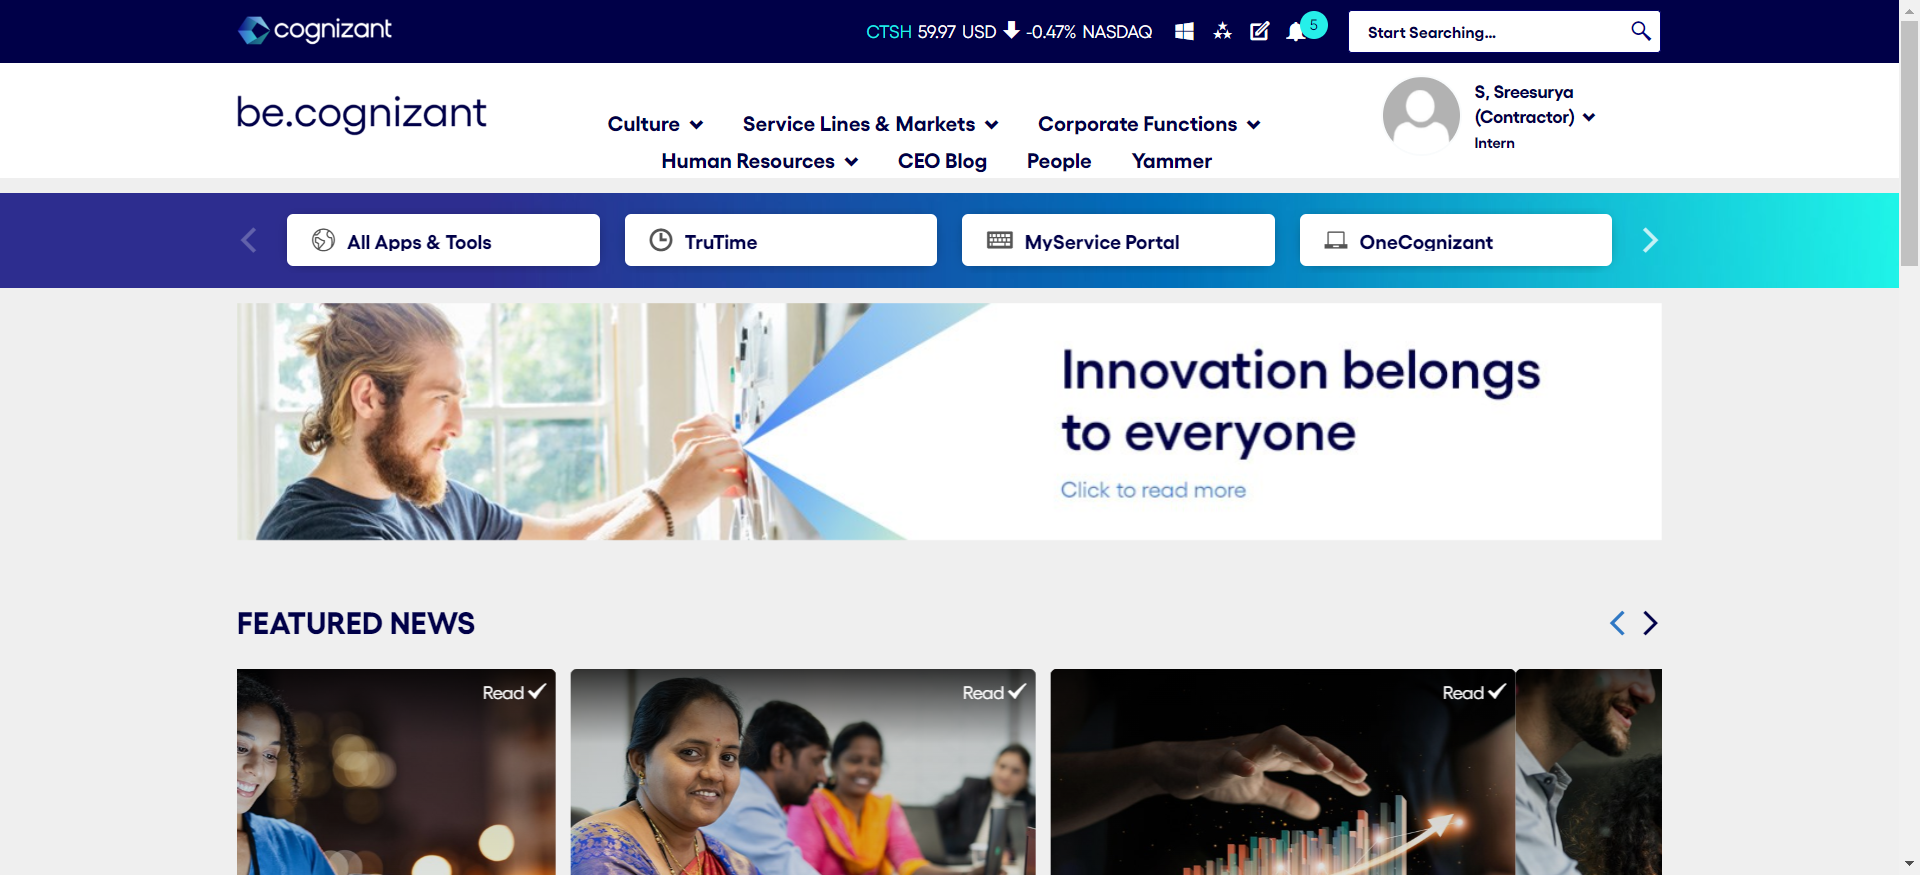 cognizant
CTSH 59.97 USD -0.47% NASDAQ
5
Start Searching...
be.cognizant
Culture
Service Lines & Markets
Corporate Functions
Human Resources
CEO Blog
People
Yammer
S, Sreesurya
(Contractor)
Intern
All Apps & Tools
TruTime
MyService Portal
OneCognizant
Innovation belongs
to everyone
Click to read more
FEATURED NEWS
Read
Read
Read